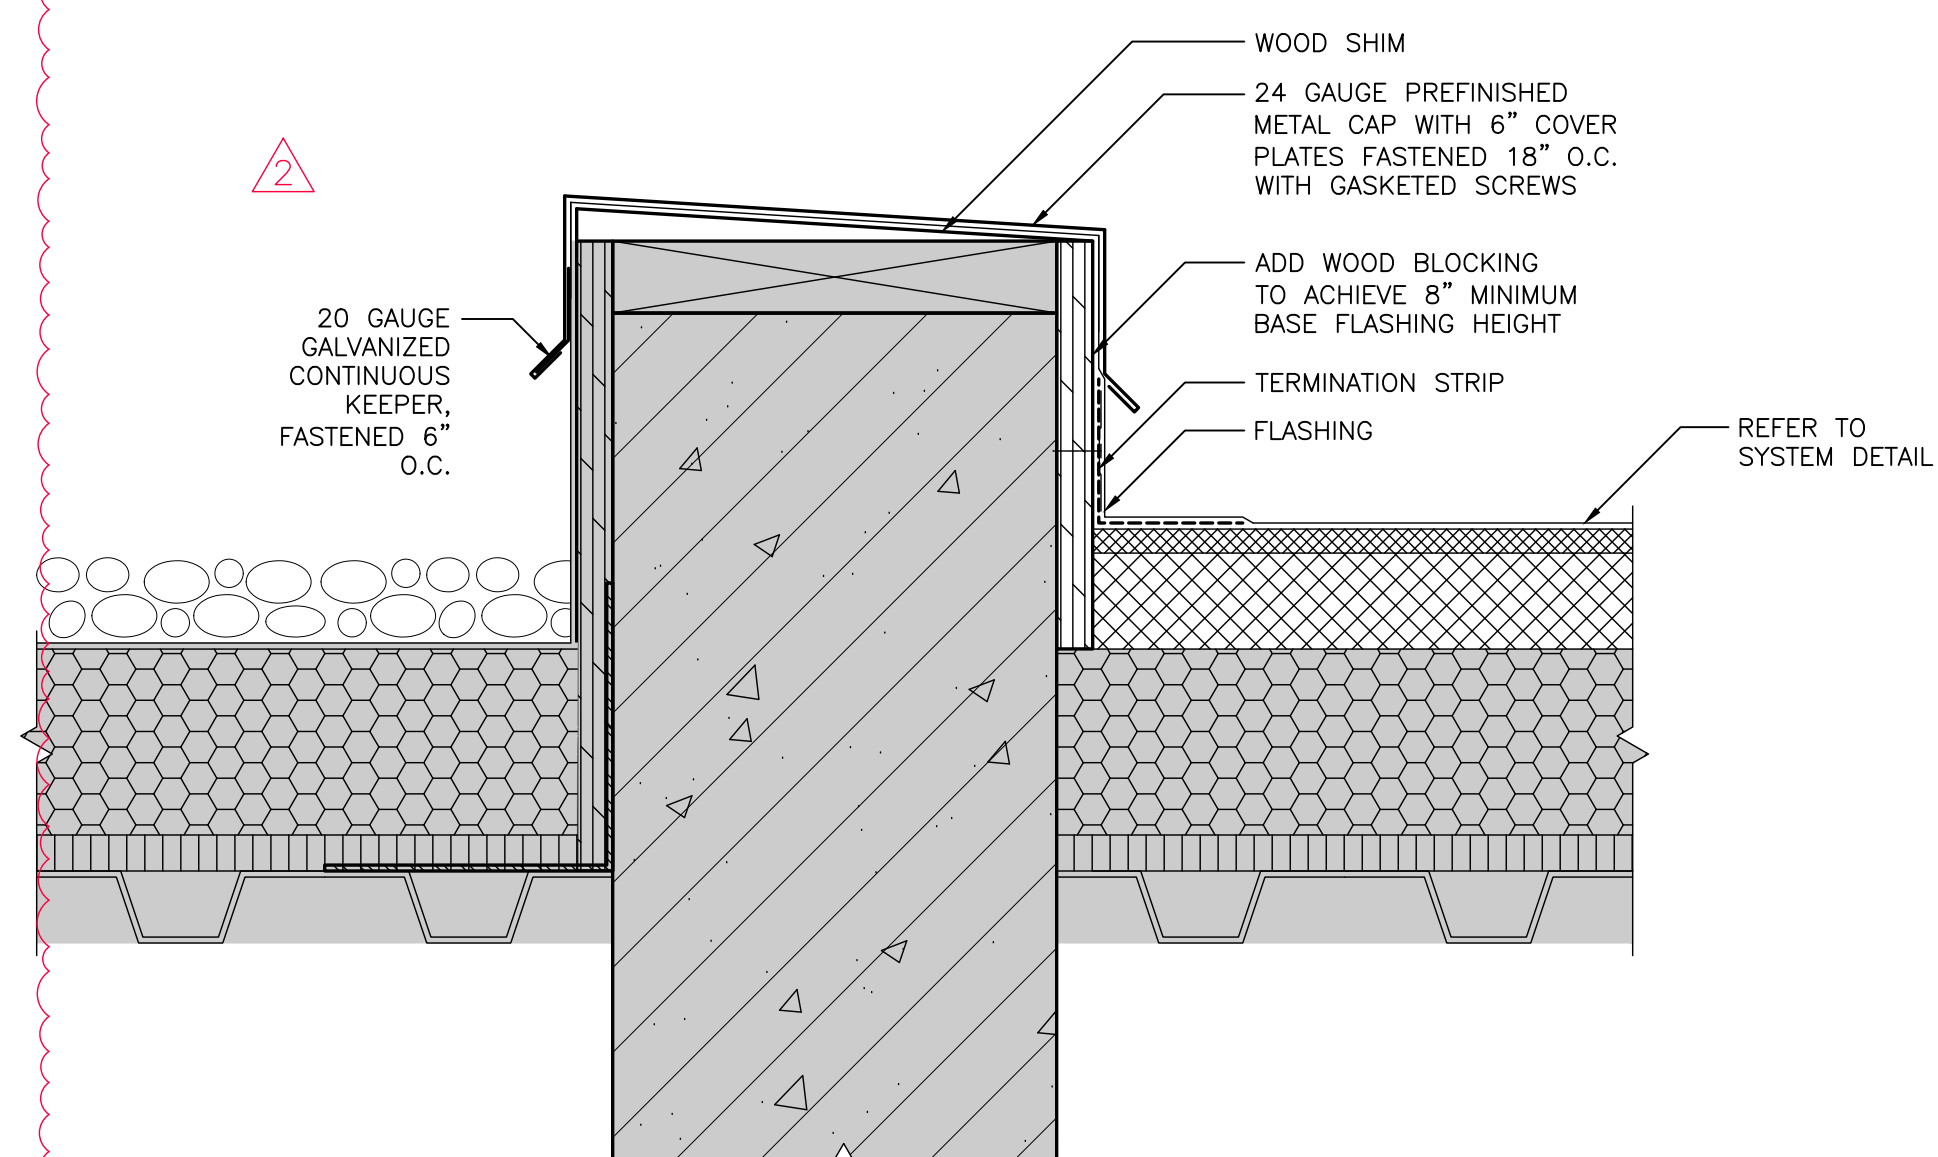 WOOD SHIM
24 GAUGE PREFINISHED
METAL CAP WITH 6” COVER
PLATES FASTENED 18” O.C.
WITH GASKETED SCREWS
2
ADD WOOD BLOCKING
TO ACHIEVE 8” MINIMUM
BASE FLASHING HEIGHT
20 GAUGE
GALVANIZED
CONTINUOUS
KEEPER,
FASTENED 6”
O.C.
TERMINATION STRIP
FLASHING
REFER TO
SYSTEM DETAIL